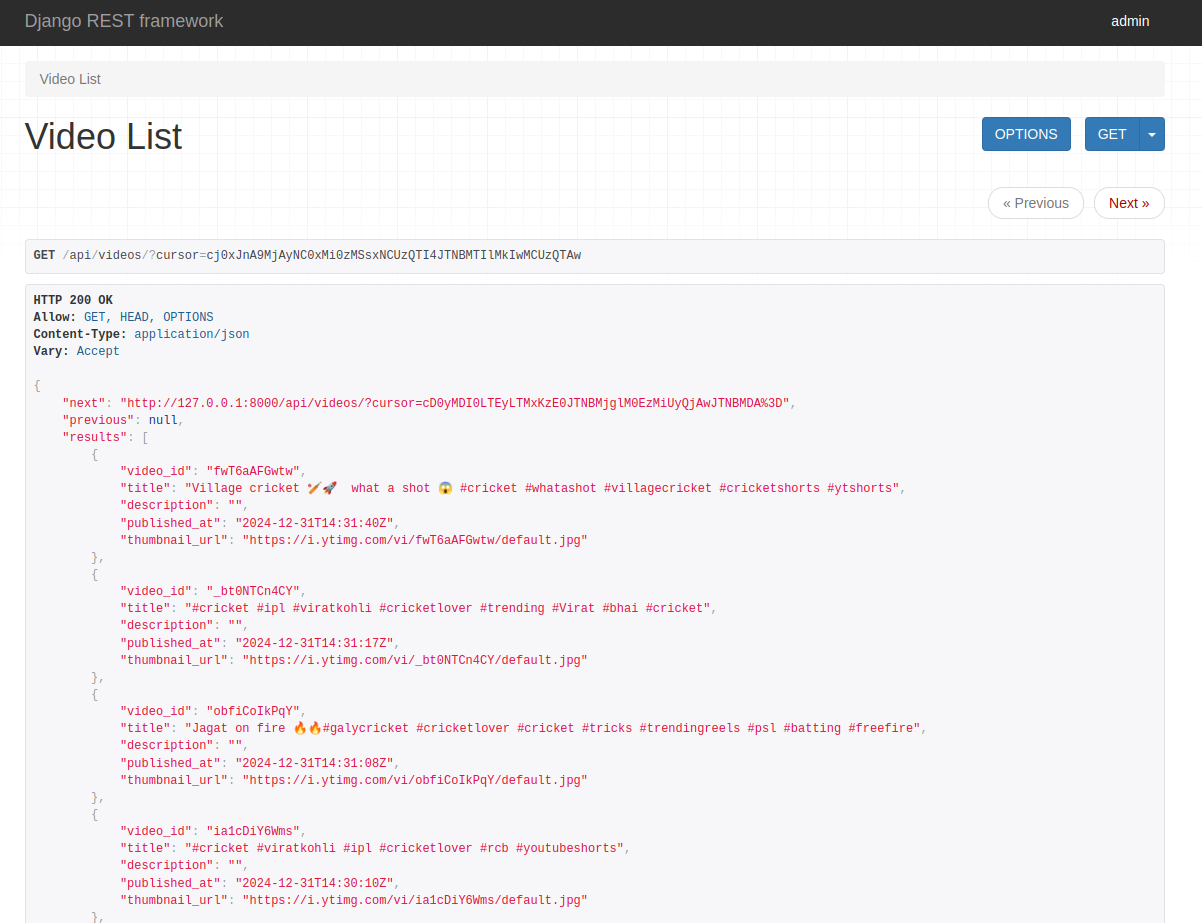 Django REST framework
admin
Video List
Video List
OPTIONS
GET
« Previous
Next »
GET /api/videos/?cursor=cj0xJnA9MjAyNC0xMi0zMSsxNCUzQTI4JTNBMTIlMkIwMCUzQTAw
HTTP 200 OK
Allow: GET, HEAD, OPTIONS
Content-Type: application/json
Vary: Accept
{
"next": "http://127.0.0.1:8000/api/videos/?cursor=cD0yMDI0LTEyLTMxKzE0JTNBMjglM0EzMiUyQjAwJTNBMDA%3D",
"previous": null,
"results": [
{
"video_id": "fwT6aAFGwtw",
"title": "Village cricket 🏏🚀  what a shot 😱 #cricket #whatashot #villagecricket #cricketshorts #ytshorts",
"description": "",
"published_at": "2024-12-31T14:31:40Z",
"thumbnail_url": "https://i.ytimg.com/vi/fwT6aAFGwtw/default.jpg"
},
{
"video_id": "_bt0NTCn4CY",
"title": "#cricket #ipl #viratkohli #cricketlover #trending #Virat #bhai #cricket",
"description": "",
"published_at": "2024-12-31T14:31:17Z",
"thumbnail_url": "https://i.ytimg.com/vi/_bt0NTCn4CY/default.jpg"
},
{
"video_id": "obfiCoIkPqY",
"title": "Jagat on fire 🔥🔥#galycricket #cricketlover #cricket #tricks #trendingreels #psl #batting #freefire",
"description": "",
"published_at": "2024-12-31T14:31:08Z",
"thumbnail_url": "https://i.ytimg.com/vi/obfiCoIkPqY/default.jpg"
},
{
"video_id": "ia1cDiY6Wms",
"title": "#cricket #viratkohli #ipl #cricketlover #rcb #youtubeshorts",
"description": "",
"published_at": "2024-12-31T14:30:10Z",
"thumbnail_url": "https://i.ytimg.com/vi/ia1cDiY6Wms/default.jpg"
},